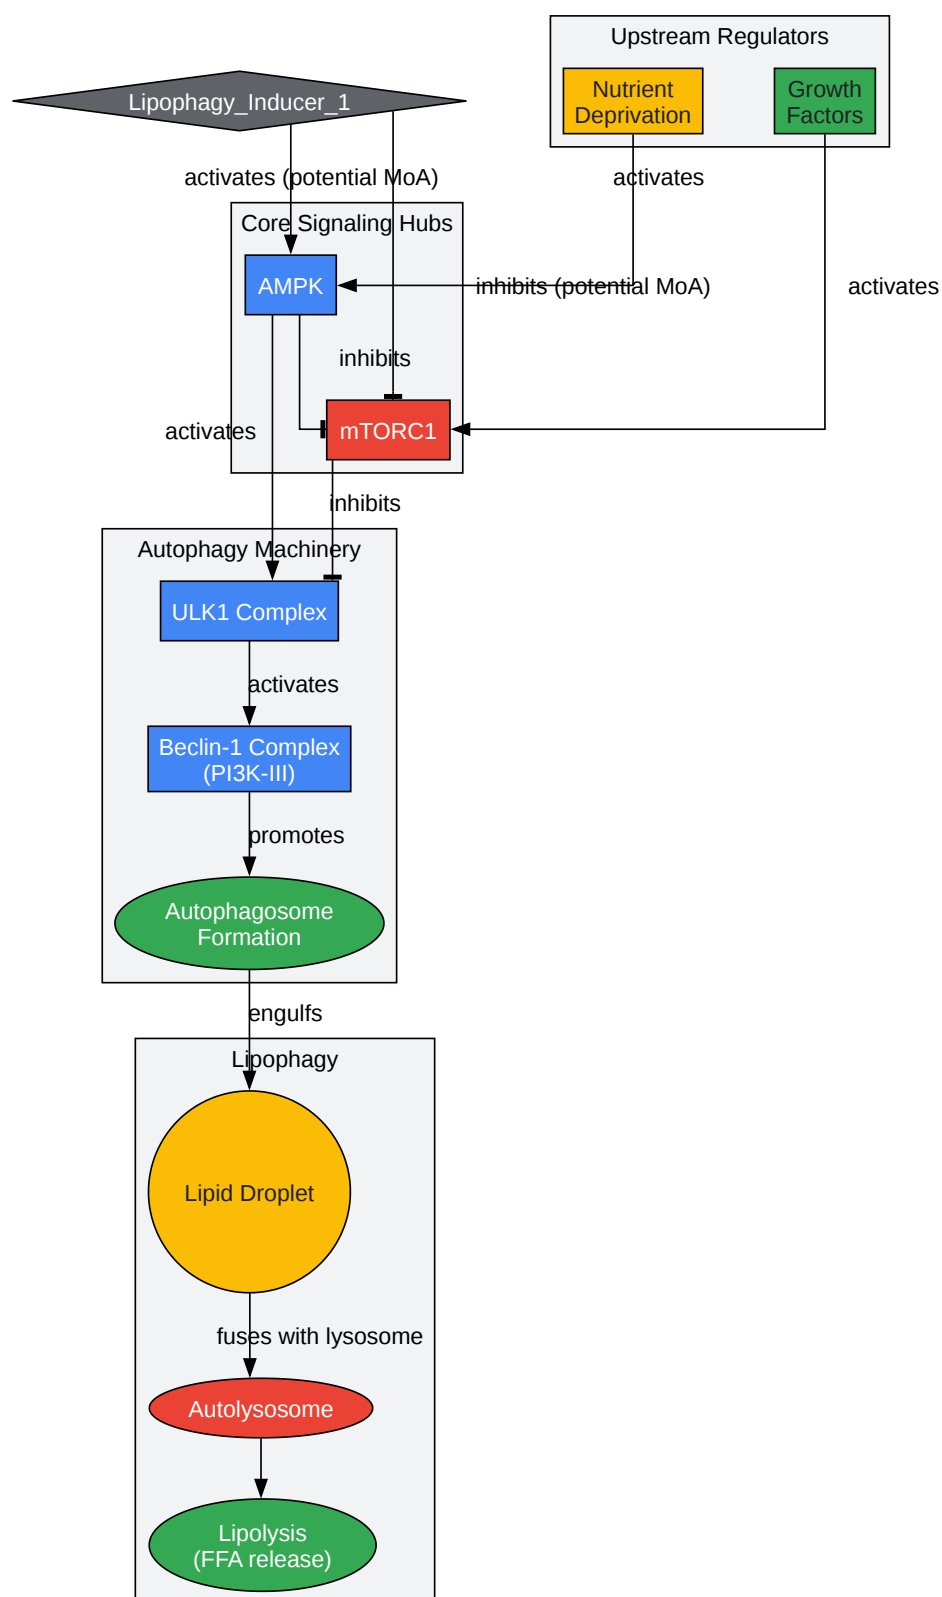 Upstream Regulators
Nutrient
Deprivation
Growth
Factors
Lipophagy_Inducer_1
activates (potential MoA)
activates
Core Signaling Hubs
AMPK
inhibits (potential MoA)
activates
inhibits
mTORC1
activates
inhibits
Autophagy Machinery
ULK1 Complex
activates
Beclin-1 Complex
(PI3K-III)
promotes
Autophagosome
Formation
engulfs
Lipophagy
Lipid Droplet
fuses with lysosome
Autolysosome
Lipolysis
(FFA release)